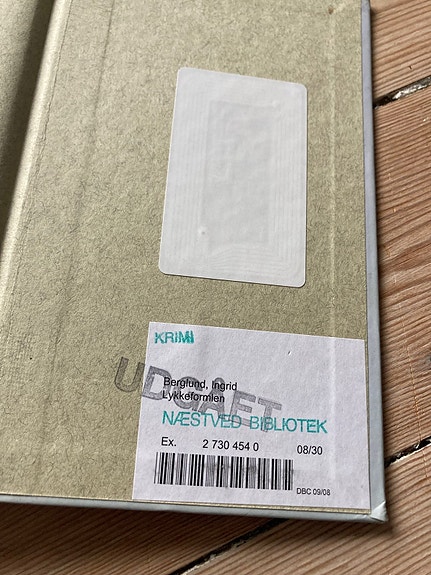 KRIMI
UDGÅET
Berglund, Ingrid
Lykkeformlen
NÆSTVED BIBLIOTEK
Ex. 2 730 454 0 08/30
DBC 09/08